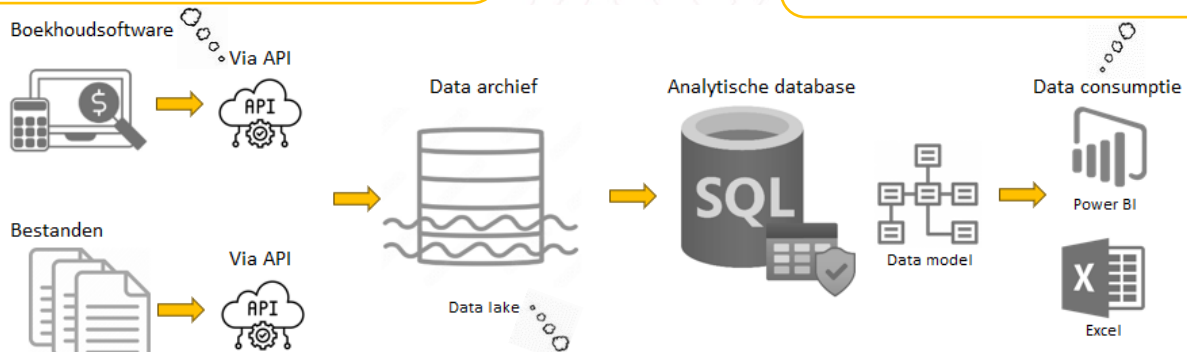 Boekhoudsoftware
Via API
API
Data archief
Analytische database
Data consumptie
SQL
Power BI
Bestanden
Via API
API
Data model
Data lake
X
Excel